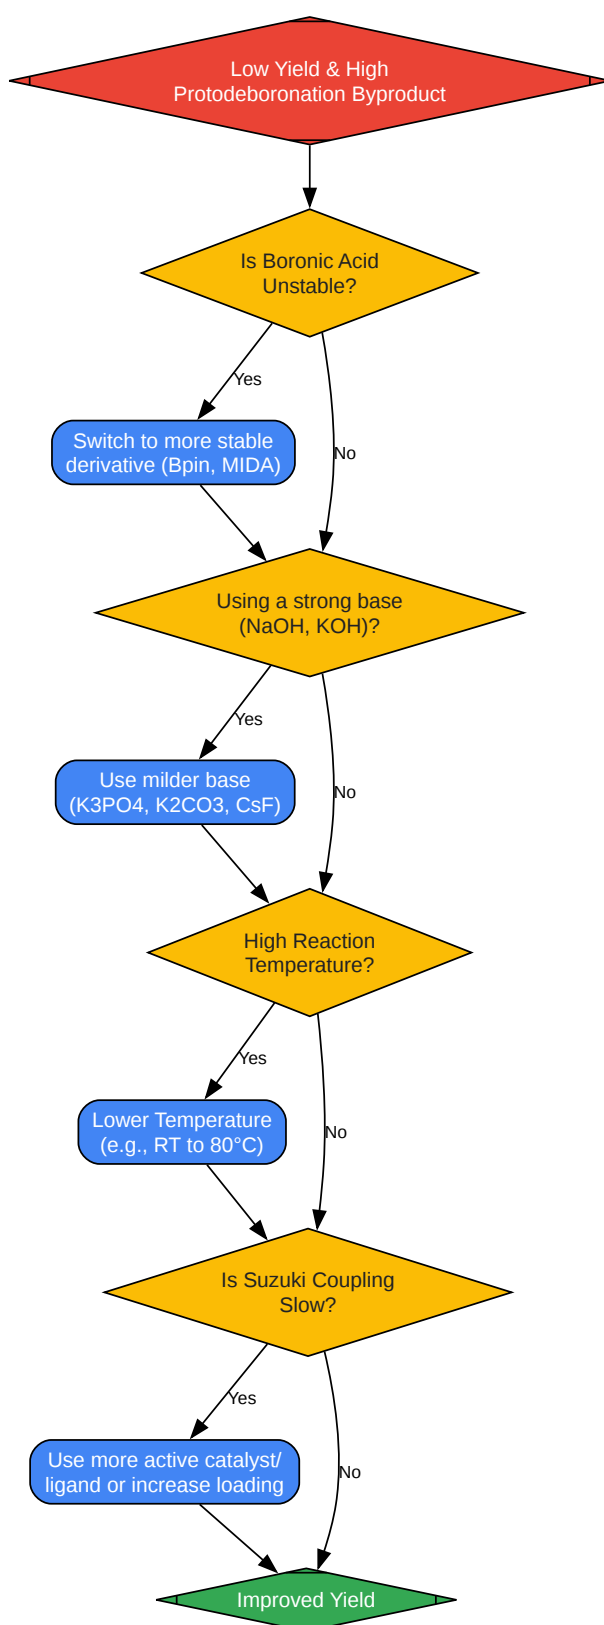 Low Yield & High
Protodeboronation Byproduct
Is Boronic Acid
Unstable?
Yes
Switch to more stable
derivative (Bpin, MIDA)
No
Using a strong base
(NaOH, KOH)?
Yes
Use milder base
(K3PO4, K2CO3, CsF)
No
High Reaction
Temperature?
Yes
Lower Temperature
(e.g., RT to 80°C)
No
Is Suzuki Coupling
Slow?
Yes
Use more active catalyst/
ligand or increase loading
No
Improved Yield